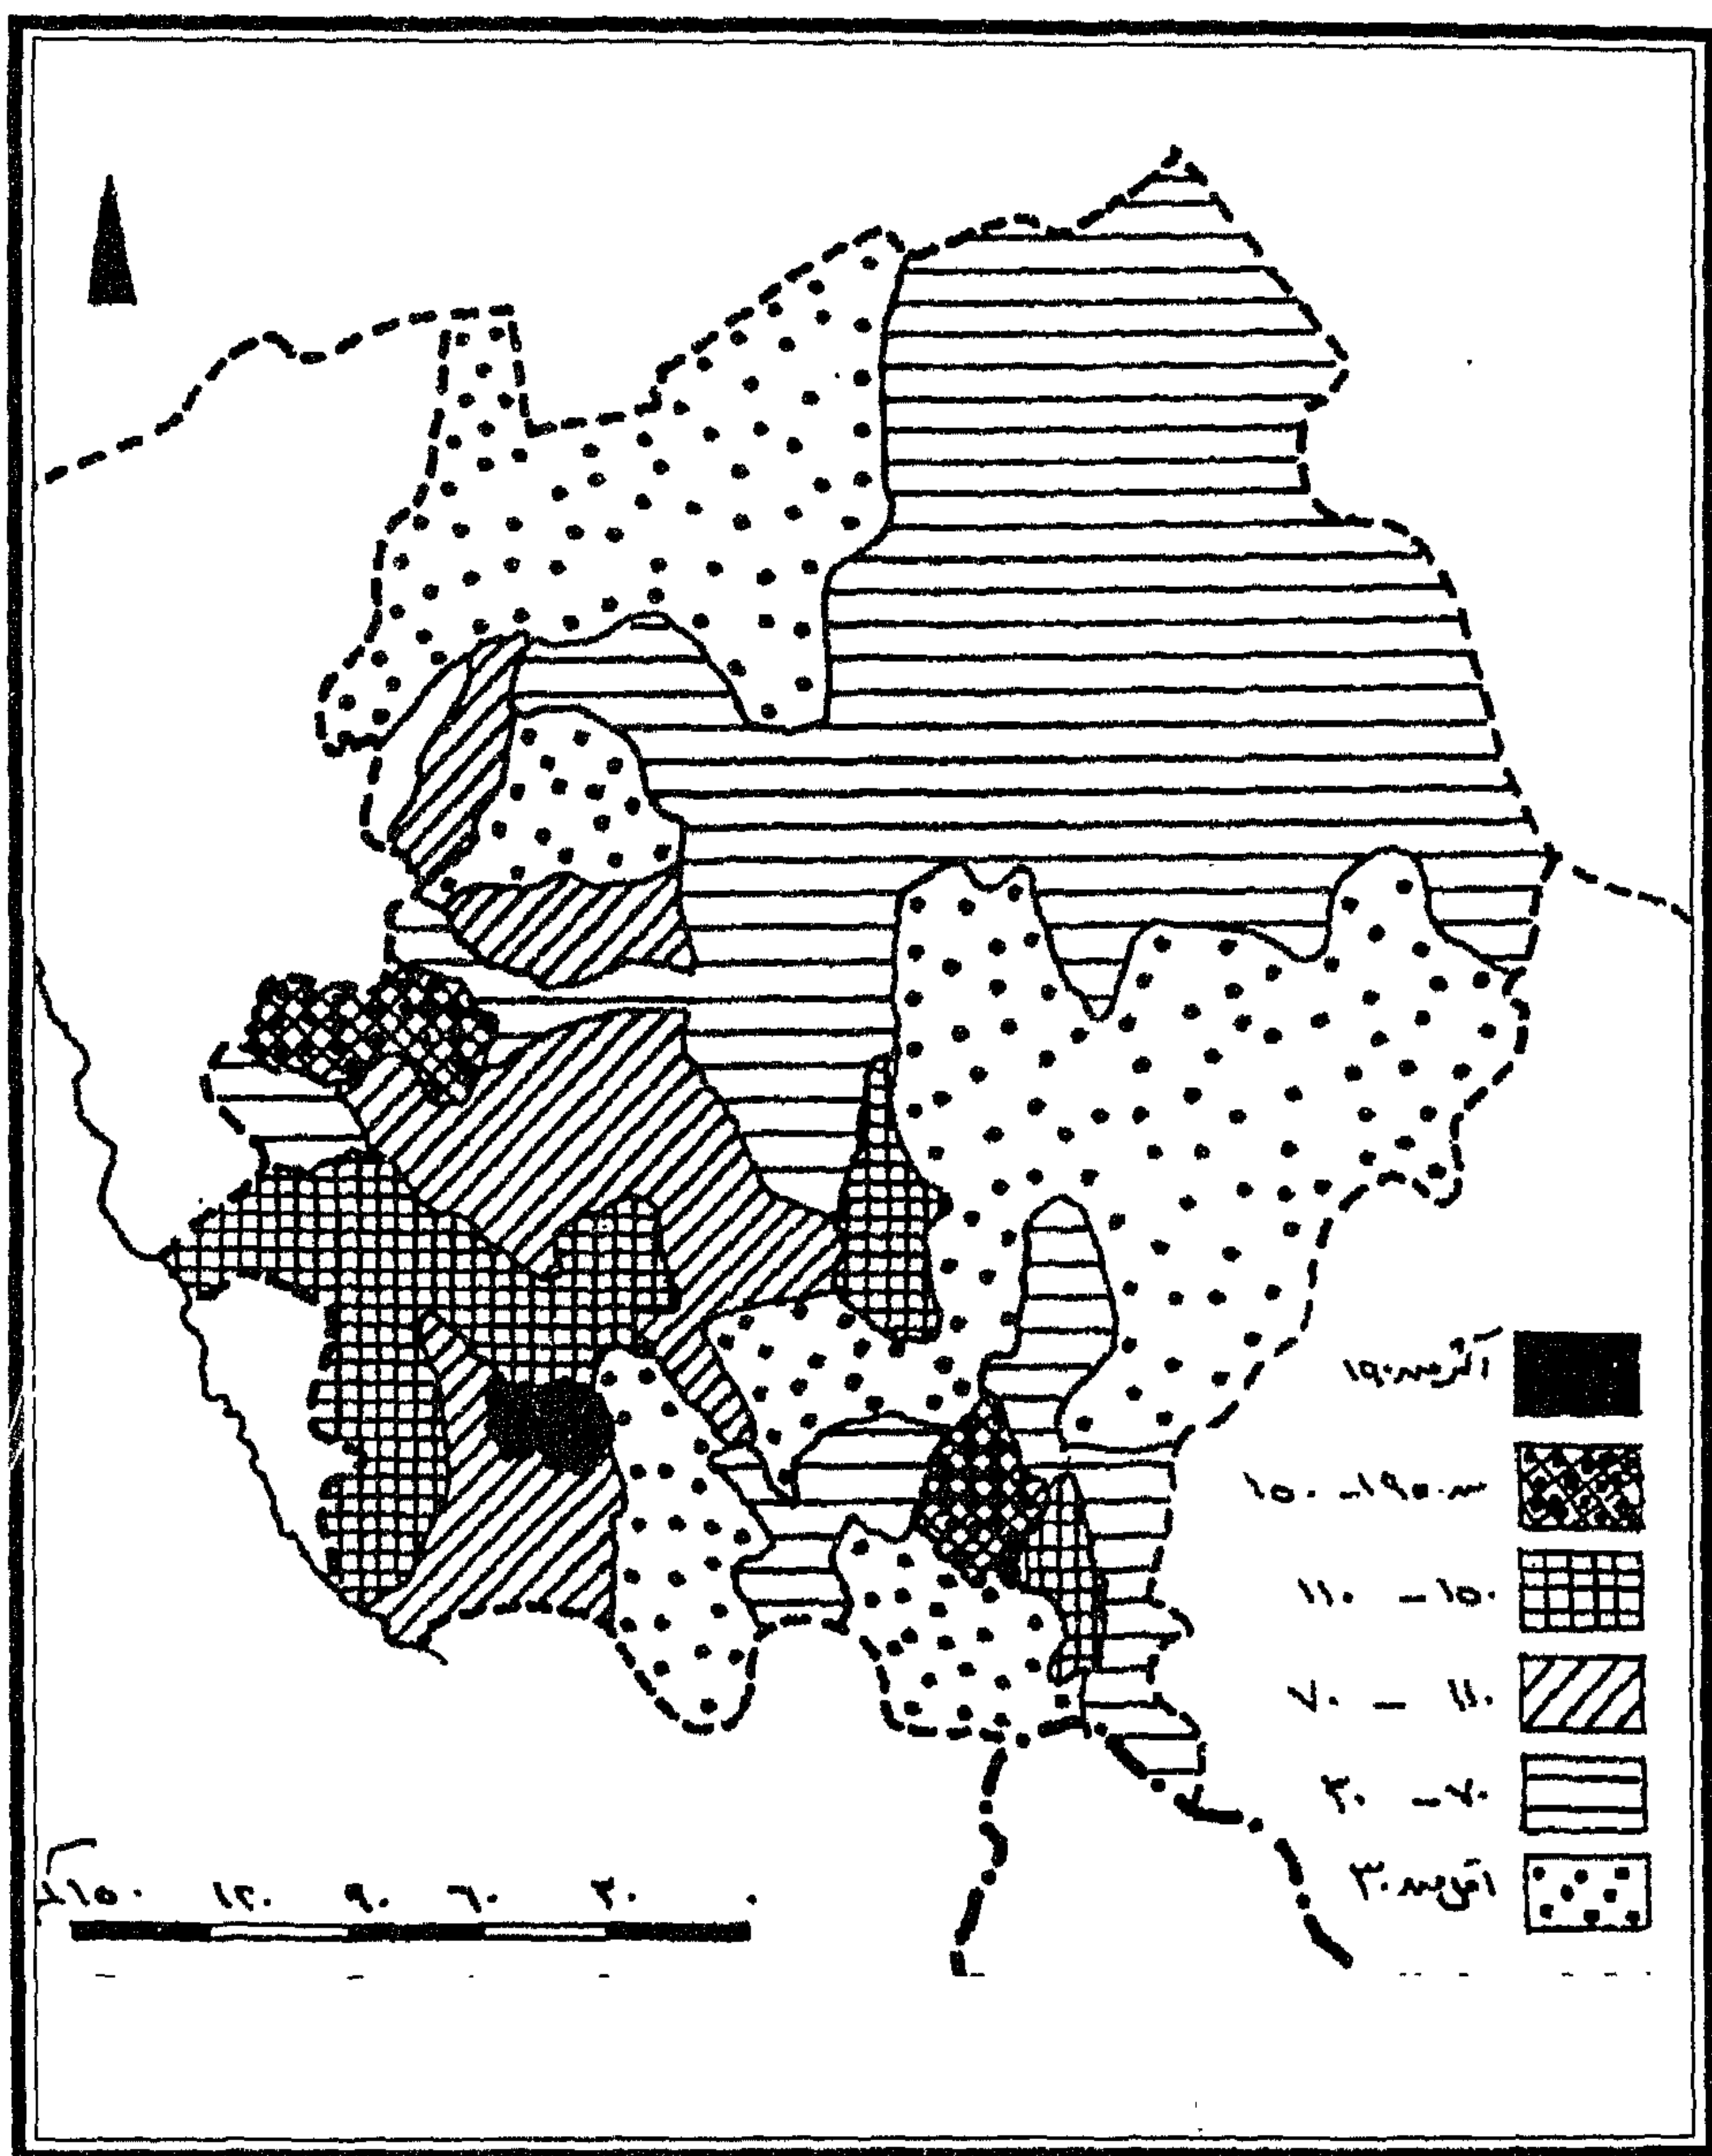 أكثر من ١٩٠
من ١٩٠ - ١٥٠
١٥٠ - ١١٠
١١٠ - ٧٠
٧٠ - ٣٠
أقل من ٣٠
١٥٠ ١٢٠ ٩٠ ٦٠ ٣٠ ٠